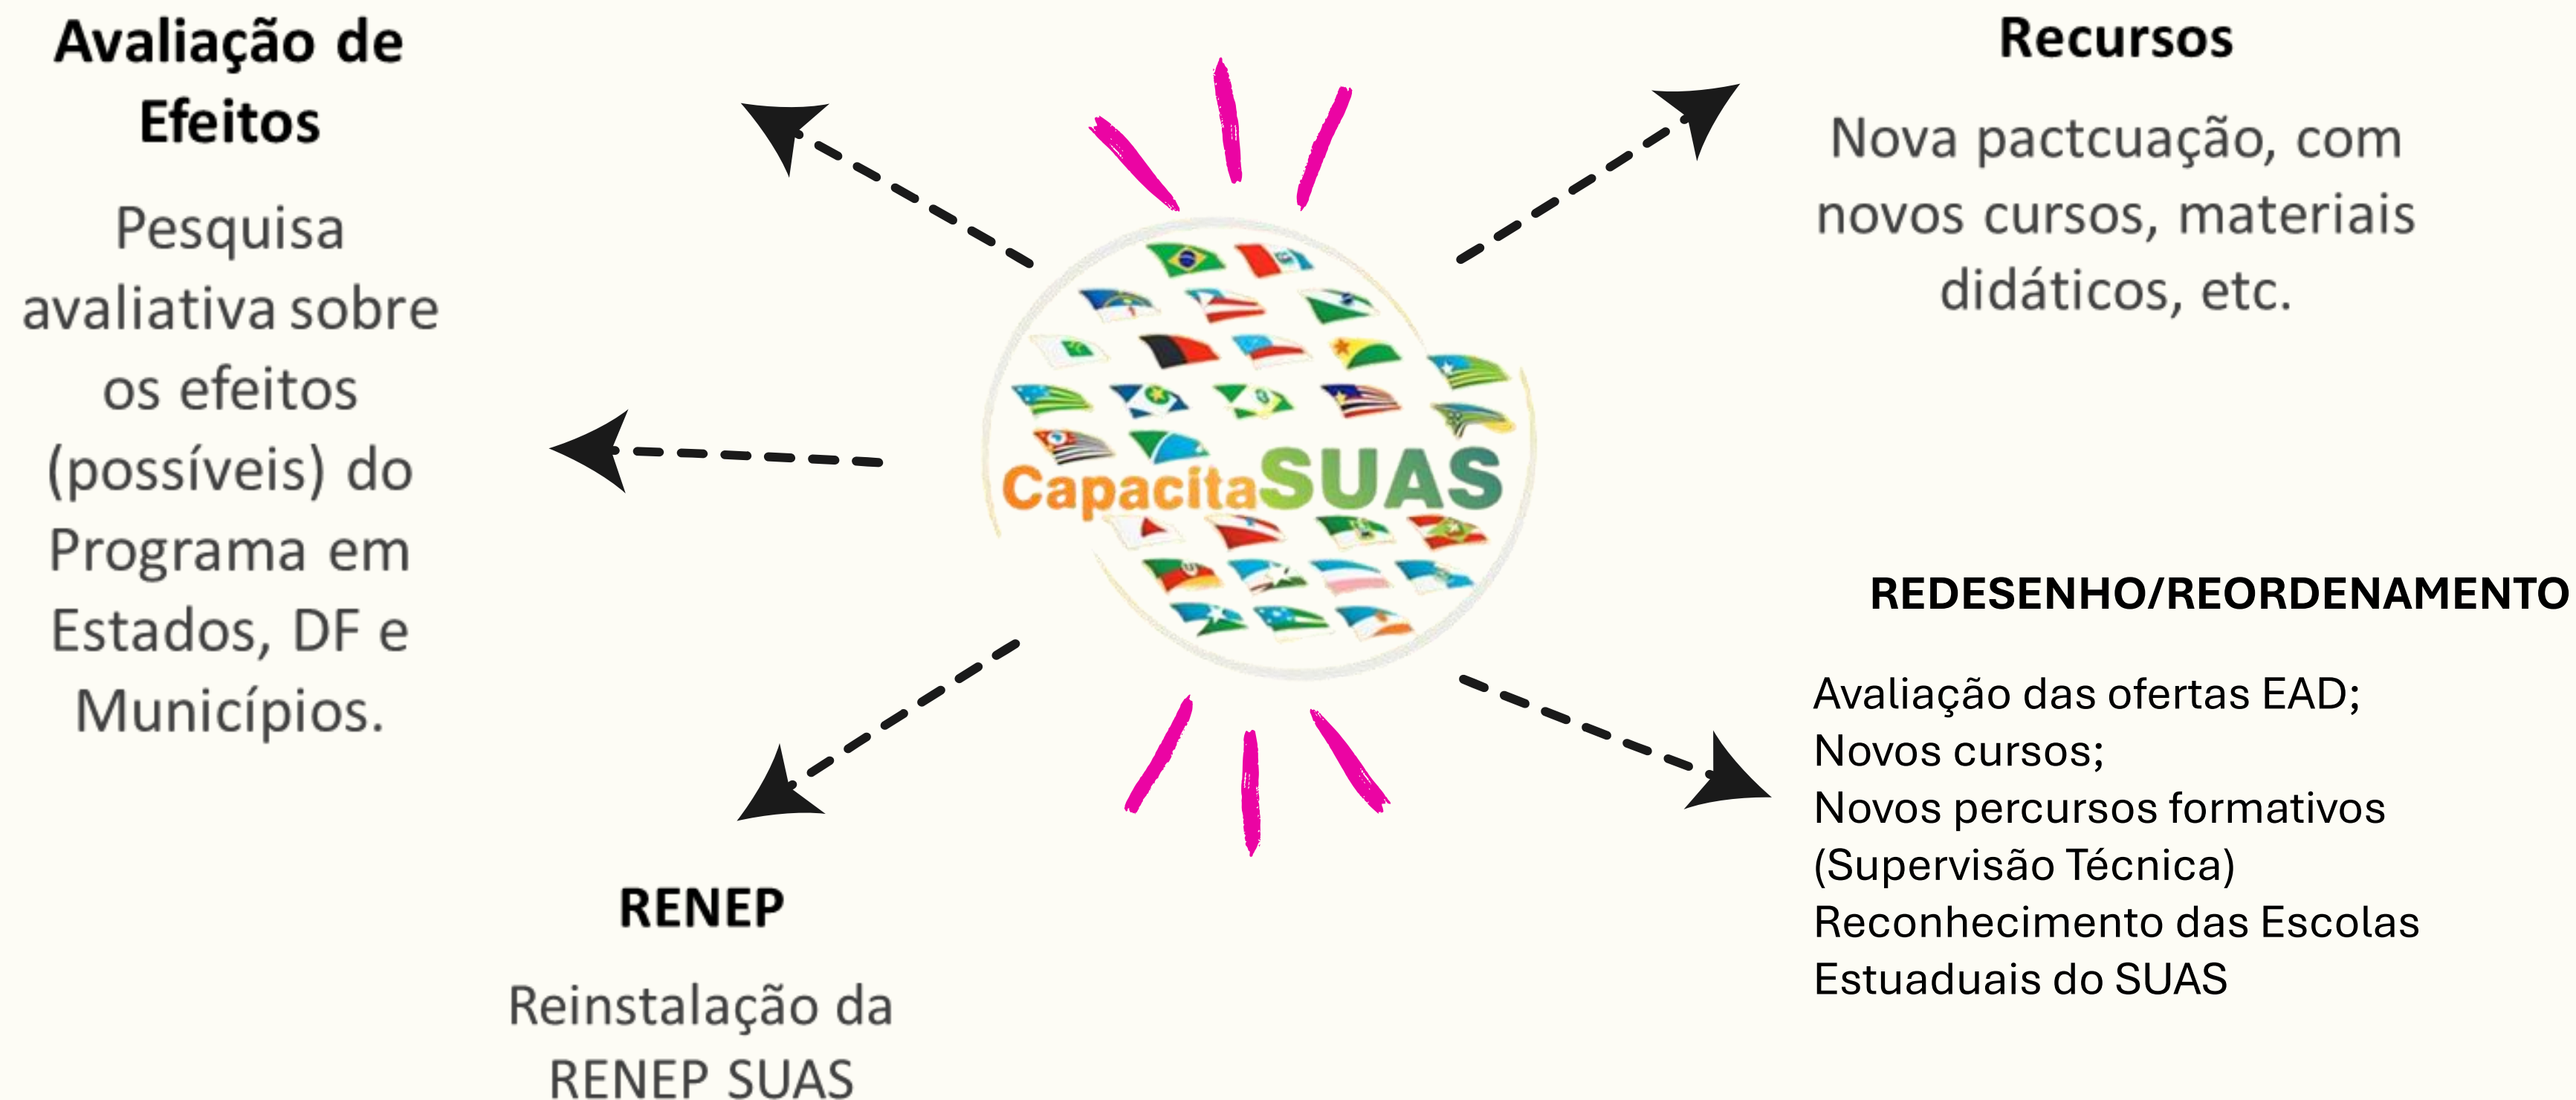 Avaliação de
Efeitos
Pesquisa
avaliativa sobre
os efeitos
(possíveis) do
Programa em
Estados, DF e
Municípios.
Recursos
Nova pactcuação, com
novos cursos, materiais
didáticos, etc.
CapacitaSUAS
REDESENHO/REORDENAMENTO
Avaliação das ofertas EAD;
Novos cursos;
Novos percursos formativos
(Supervisão Técnica)
Reconhecimento das Escolas
Estuaduais do SUAS
RENEP
Reinstalação da
RENEP SUAS